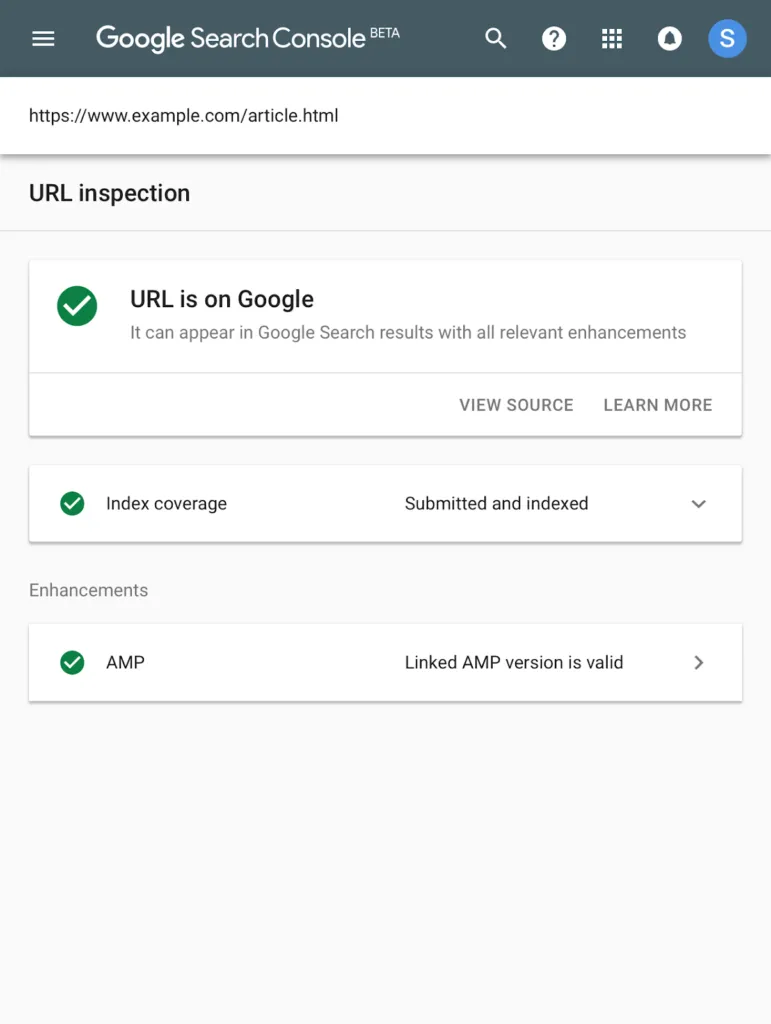 Google Search Console BETA
S
https://www.example.com/article.html
URL inspection
URL is on Google
It can appear in Google Search results with all relevant enhancements
VIEW SOURCE LEARN MORE
Index coverage Submitted and indexed
Enhancements
AMP Linked AMP version is valid